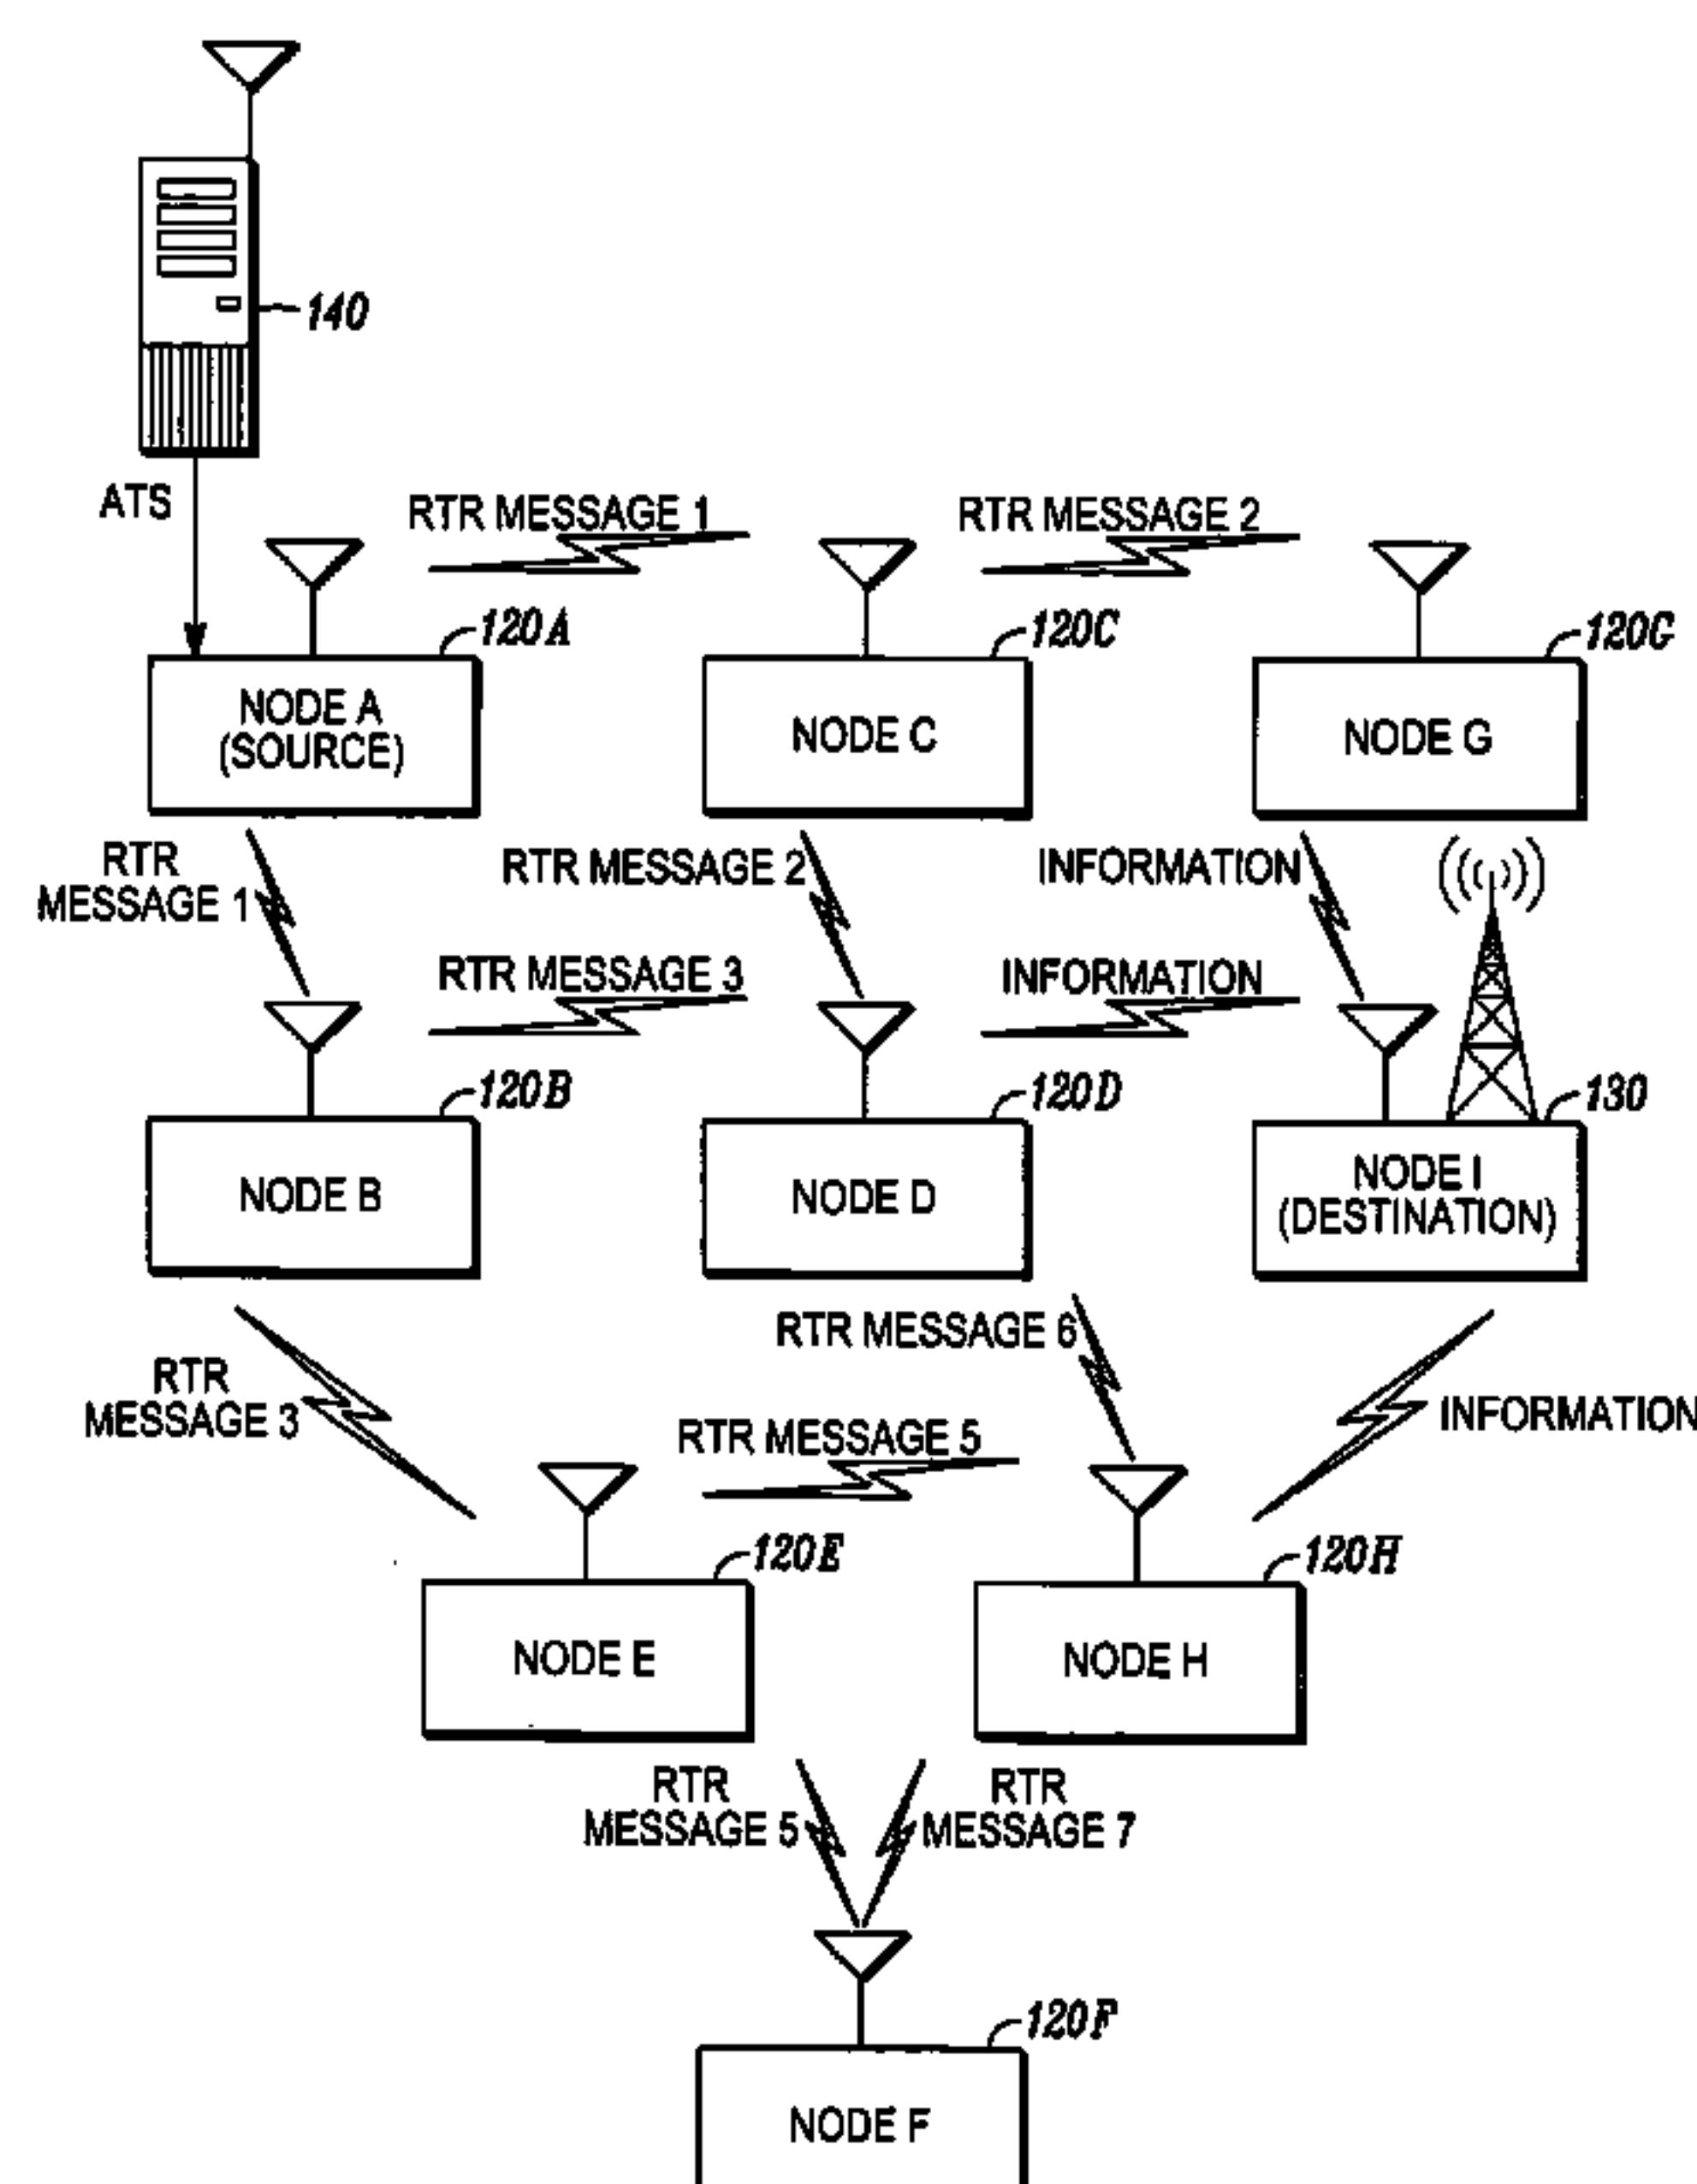 140
ATS
RTR MESSAGE 1
RTR MESSAGE 2
120A
120C
120G
NODE A
(SOURCE)
NODE C
NODE G
RTR
MESSAGE 1
RTR MESSAGE 2
INFORMATION
RTR MESSAGE 3
INFORMATION
120B
120D
130
NODE B
NODE D
NODE I
(DESTINATION)
RTR
MESSAGE 3
RTR MESSAGE 6
INFORMATION
RTR MESSAGE 5
120E
120H
NODE E
NODE H
RTR
MESSAGE 5
RTR
MESSAGE 7
120F
NODE F